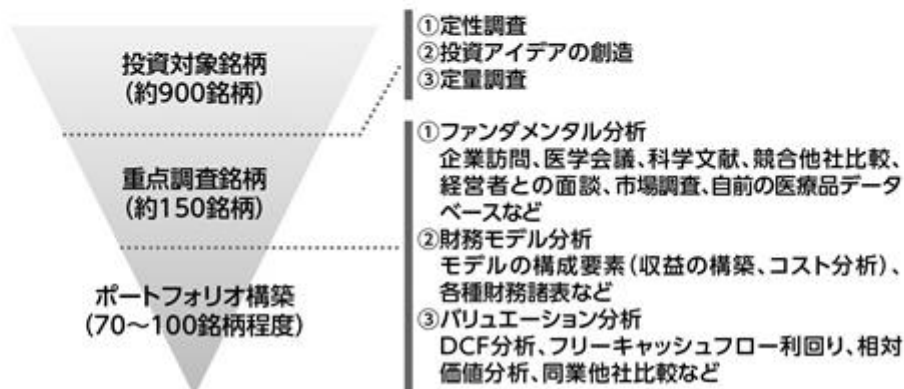 投資対象銘柄
(約900銘柄)
重点調査銘柄
(約150銘柄)
ポートフォリオ構築
(70～100銘柄程度)
①定性調査
②投資アイデアの創造
③定量調査
①ファンダメンタル分析
企業訪問、医学会議、科学文献、競合他社比較、
経営者との面談、市場調査、自前の医療品データ
ベースなど
②財務モデル分析
モデルの構成要素(収益の構築、コスト分析)、
各種財務諸表など
③バリュエーション分析
DCF分析、フリーキャッシュフロー利回り、相対
価値分析、同業他社比較など